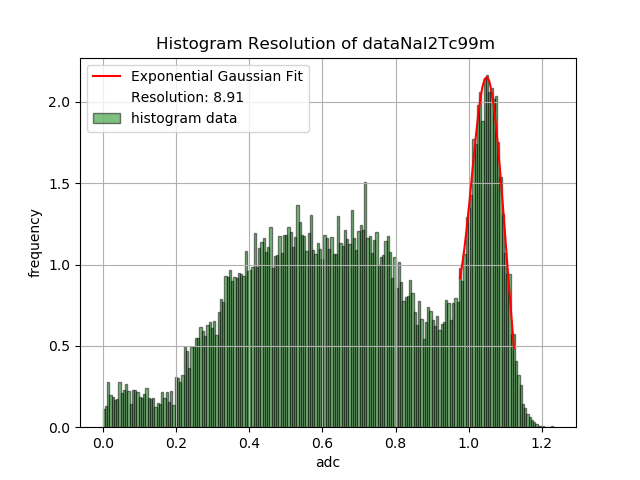 Histogram Resolution of dataNaI2Tc99m
Exponential Gaussian Fit
Resolution: 8.91
histogram data
2.0
1.5
1.0
0.5
0.0
frequency
0.0 0.2 0.4 0.6 0.8 1.0 1.2
adc